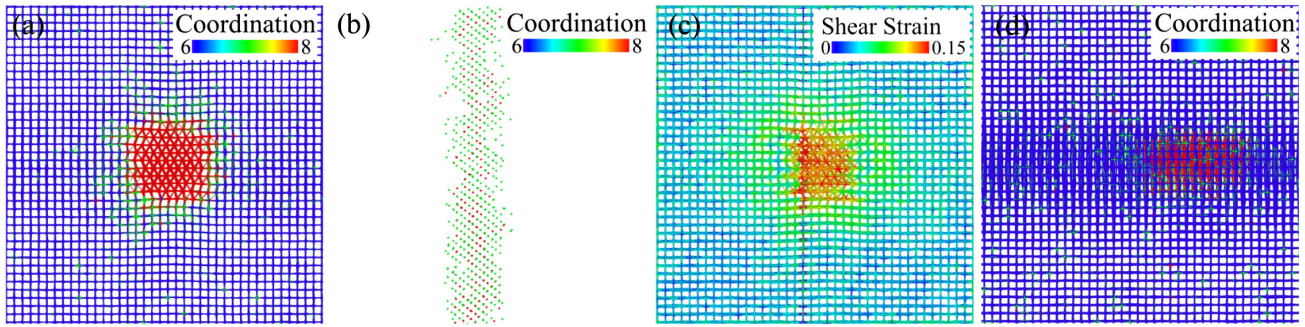 (a) Coordination
6 8
(b) Coordination
6 8
(c) Shear Strain
0 0.15
(d) Coordination
6 8